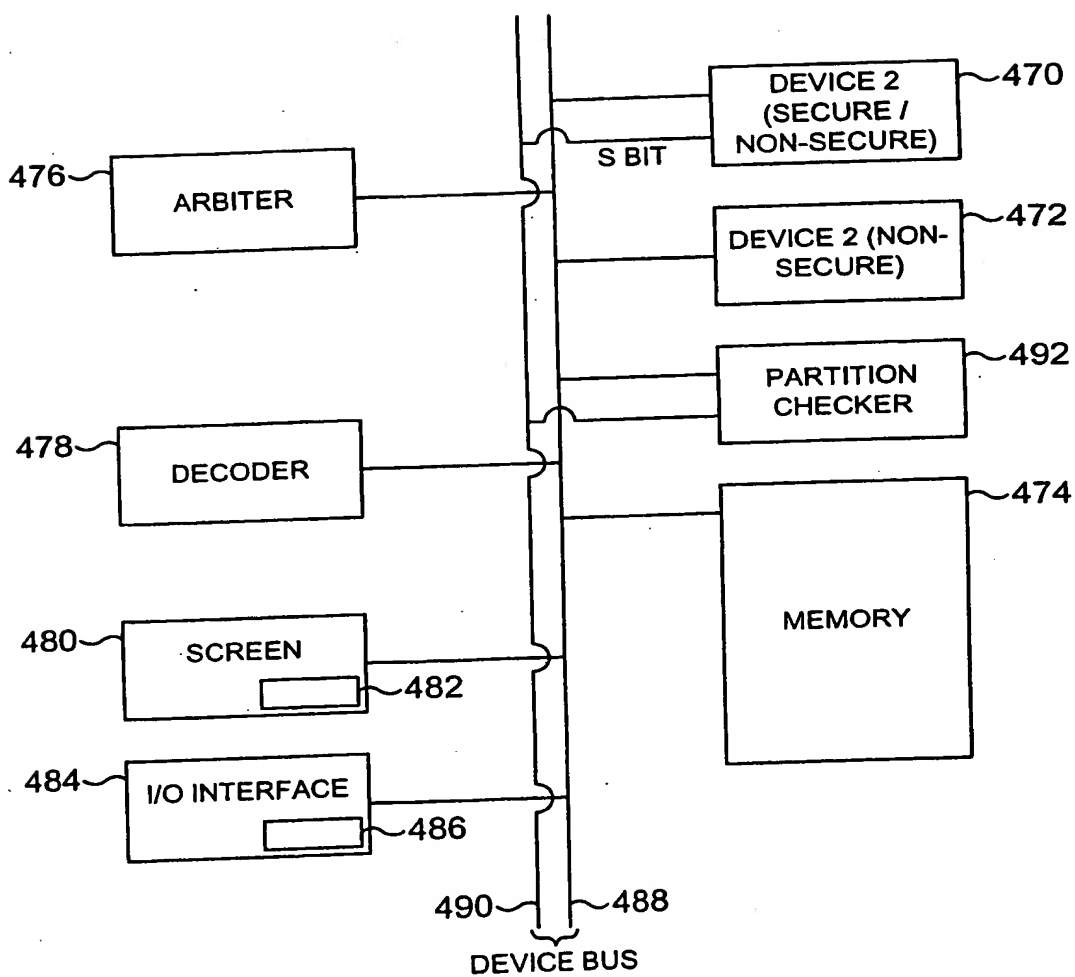 DEVICE 2
(SECURE /
NON-SECURE)
470
S BIT
476
ARBITER
DEVICE 2 (NON-
SECURE)
472
PARTITION
CHECKER
492
478
DECODER
474
MEMORY
480
SCREEN
482
484
I/O INTERFACE
486
490
488
DEVICE BUS